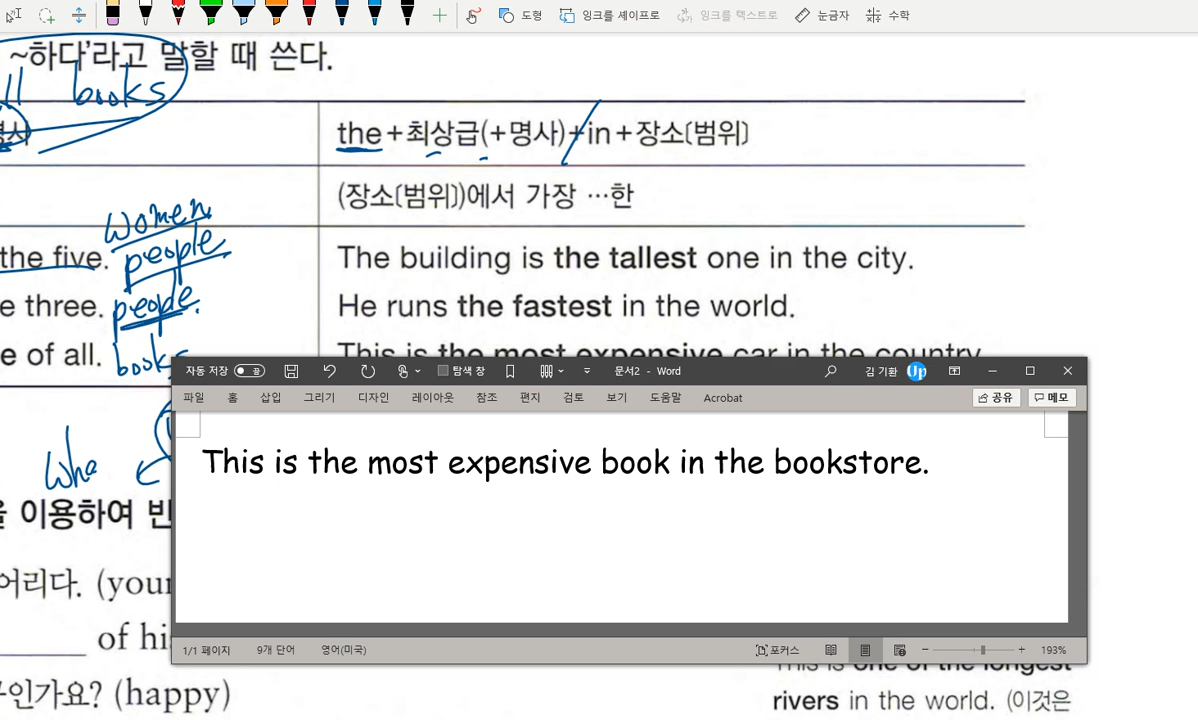 도형
잉크를 셰이프로
잉크를 텍스트로
눈금자
수학
~하다'라고 말할 때 쓴다.
ll books
명사
the+최상급(+명사)+in+장소[범위]
(장소[범위])에서 가장 …한
women
the five.
people
The building is the tallest one in the city.
e three.
people.
He runs the fastest in the world.
e of all.
books
This is the most expensive car in the country.
자동 저장
끔
탐색 창
문서2 - Word
김 기환
파일
홈
삽입
그리기
디자인
레이아웃
참조
편지
검토
보기
도움말
Acrobat
공유
메모
This is the most expensive book in the bookstore.
을 이용하여 빈
어리다. (your
of his
1/1 페이지
9개 단어
영어(미국)
포커스
193%
This is one of the longest
구인가요? (happy)
rivers in the world. (이것은